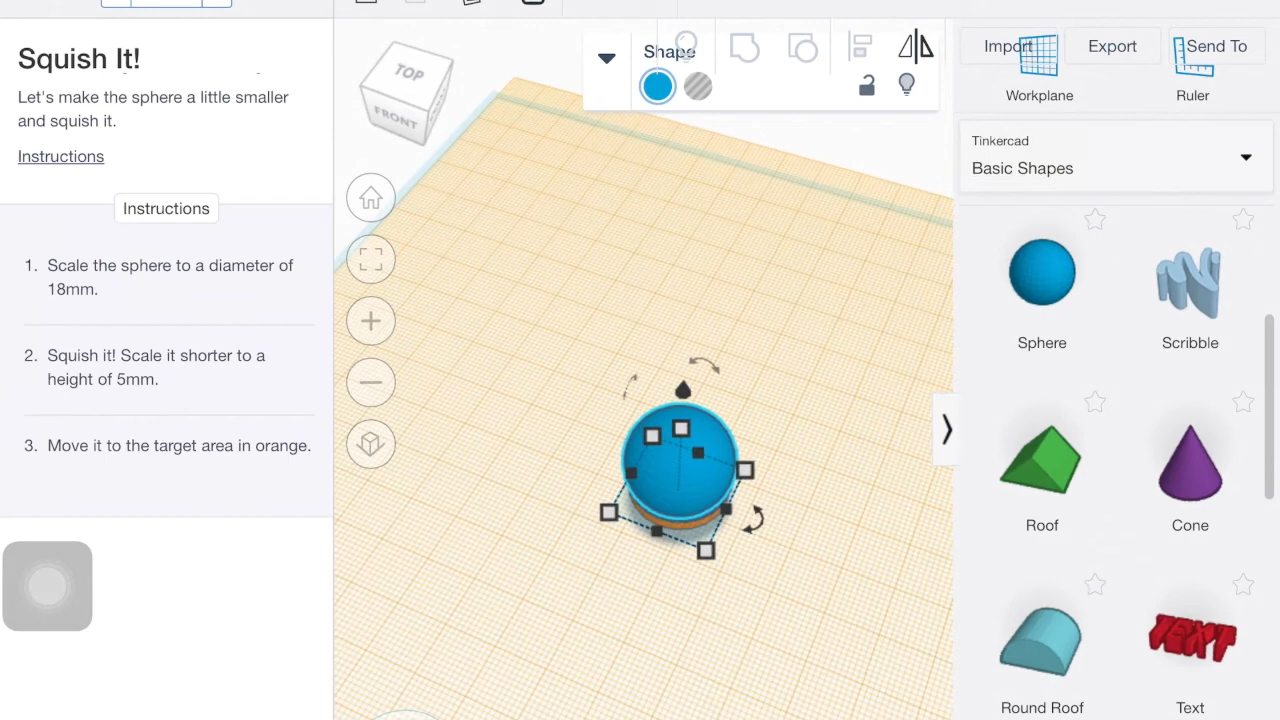 Squish It!
Let's make the sphere a little smaller
and squish it.
Instructions
Instructions
1. Scale the sphere to a diameter of
18mm.
2. Squish it! Scale it shorter to a
height of 5mm.
3. Move it to the target area in orange.
TOP
FRONT
Shape
Import
Export
Send To
Workplane
Ruler
Tinkercad
Basic Shapes
Sphere
Scribble
Roof
Cone
TEXT
Round Roof
Text